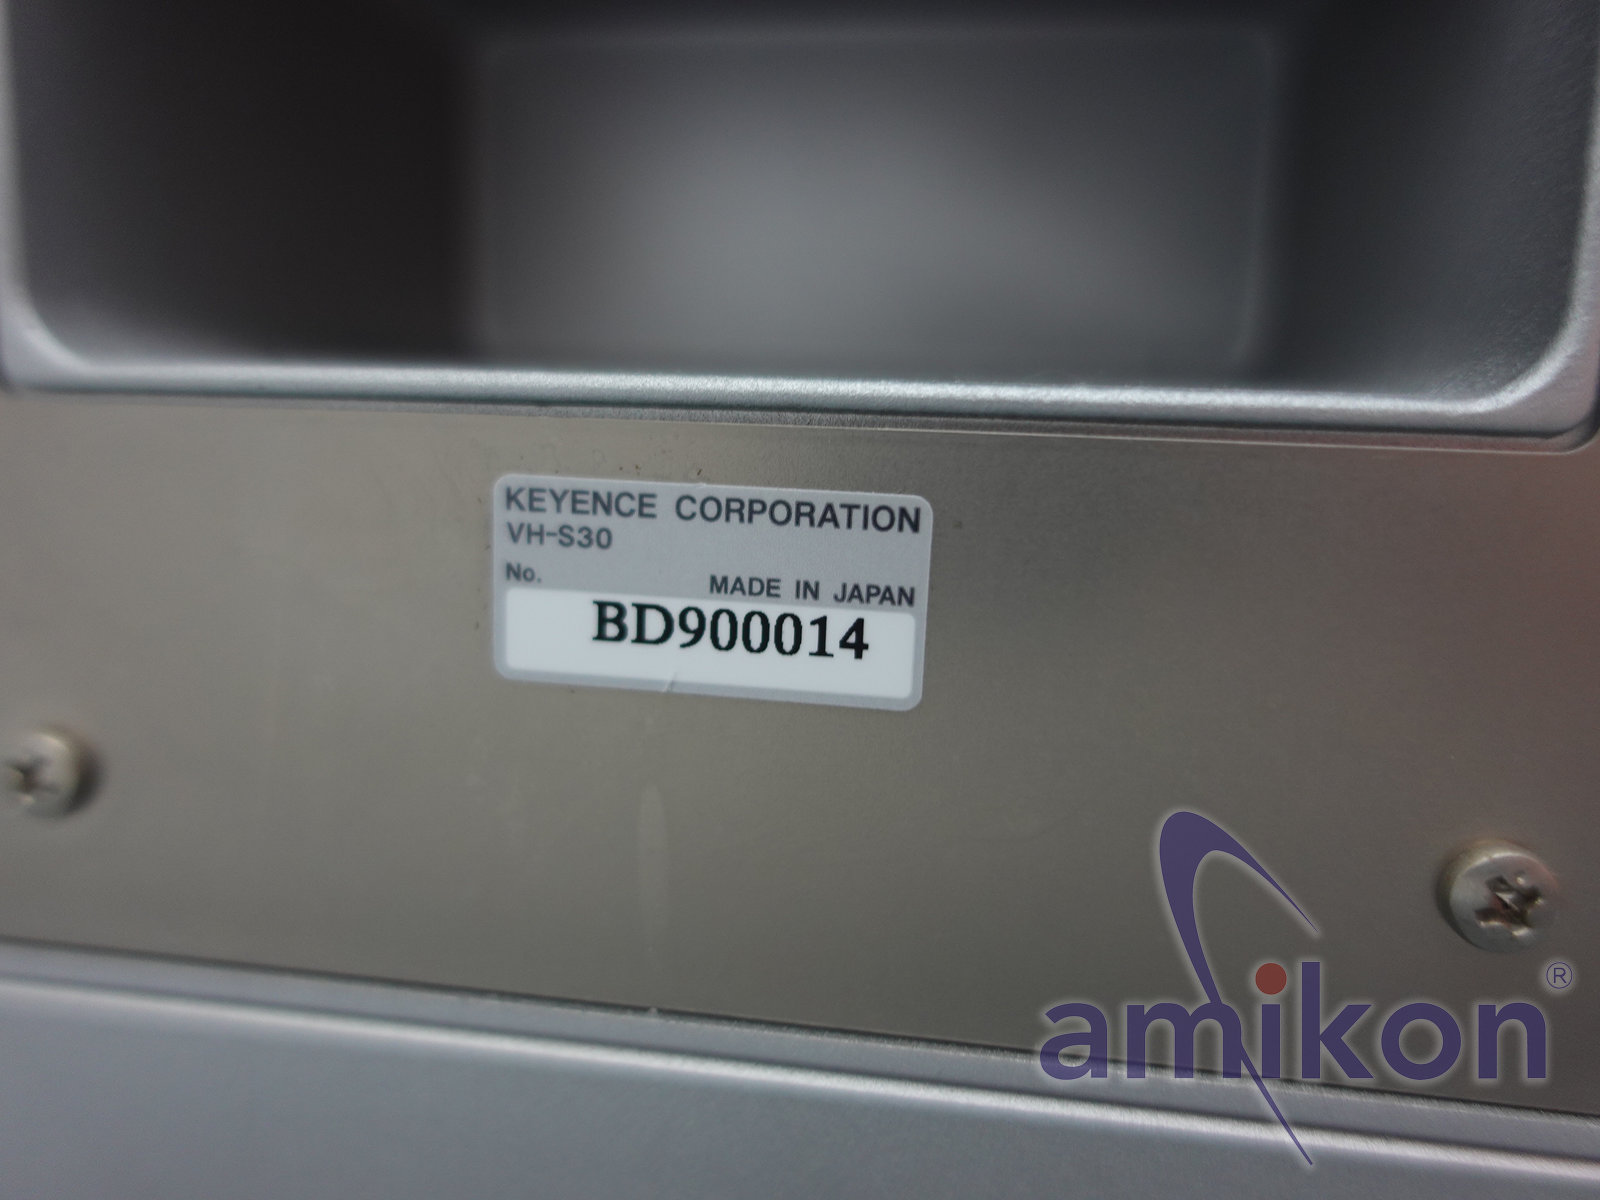 KEYENCE CORPORATION
VH-S30
No. MADE IN JAPAN
BD900014
amikon®